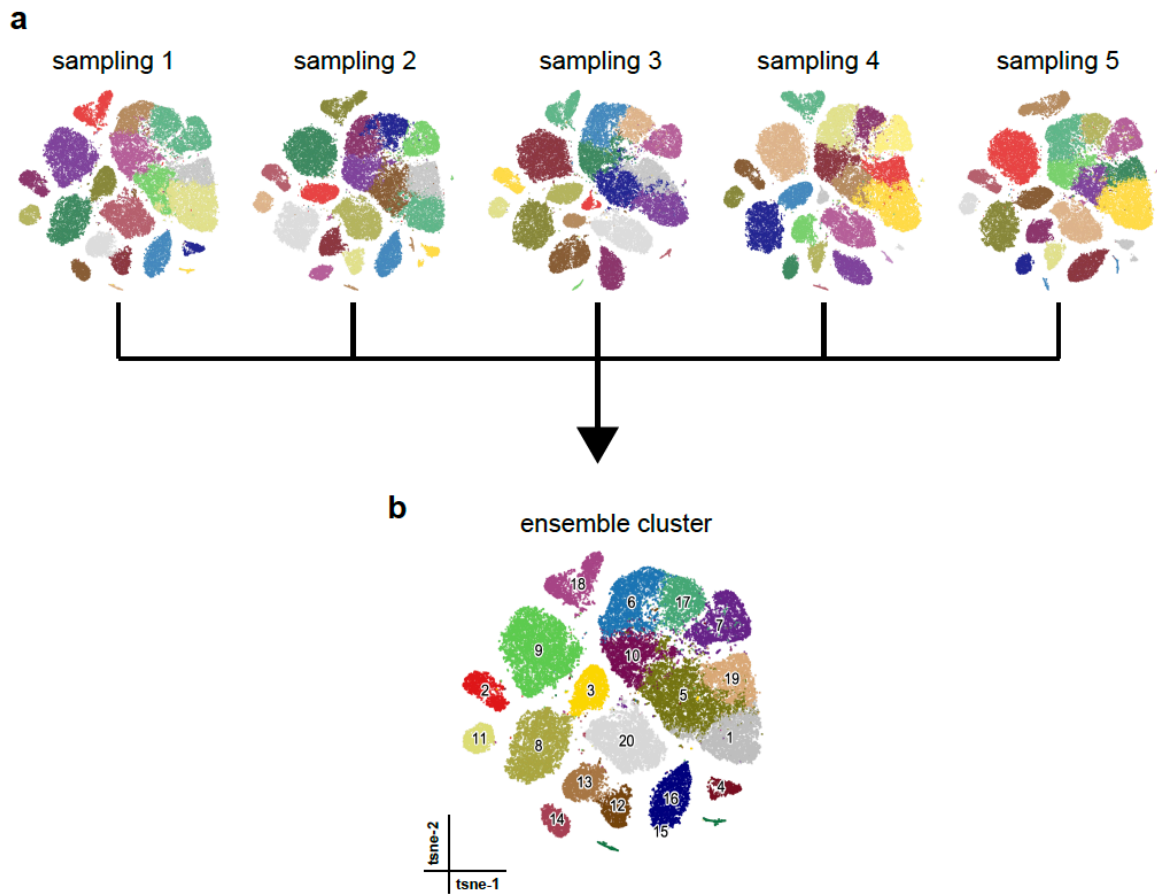 a
sampling 1 sampling 2 sampling 3 sampling 4 sampling 5
b
ensemble cluster
18
6 17
7
9 10
2 3 5 19
11 8 20 1
13 16 4
14 12
15
tsne-2
tsne-1